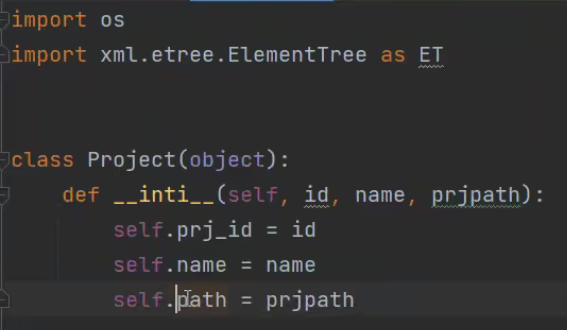 import os
import xml.etree.ElementTree as ET
class Project(object):
def __inti__(self, id, name, prjpath):
self.prj_id = id
self.name = name
self.path = prjpath